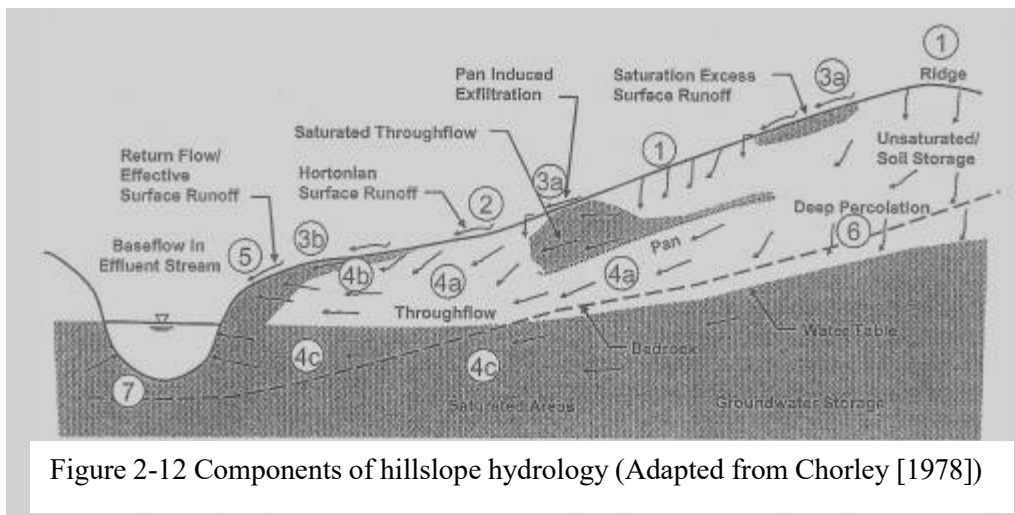 1
Ridge
3a
Pan Induced
Exfiltration
Saturation Excess
Surface Runoff
Saturated Throughflow
Unsaturated/
Soil Storage
Return Flow/
Effective
Surface Runoff
Hortonian
Surface Runoff
1
3a
2
Deep Percolation
6
Baseflow in
Effluent Stream
5
3b
4b
4a
Pan
4a
Throughflow
Water Table
Bedrock
4c
4c
7
Saturated Areas
Groundwater Storage
Figure 2-12 Components of hillslope hydrology (Adapted from Chorley [1978])